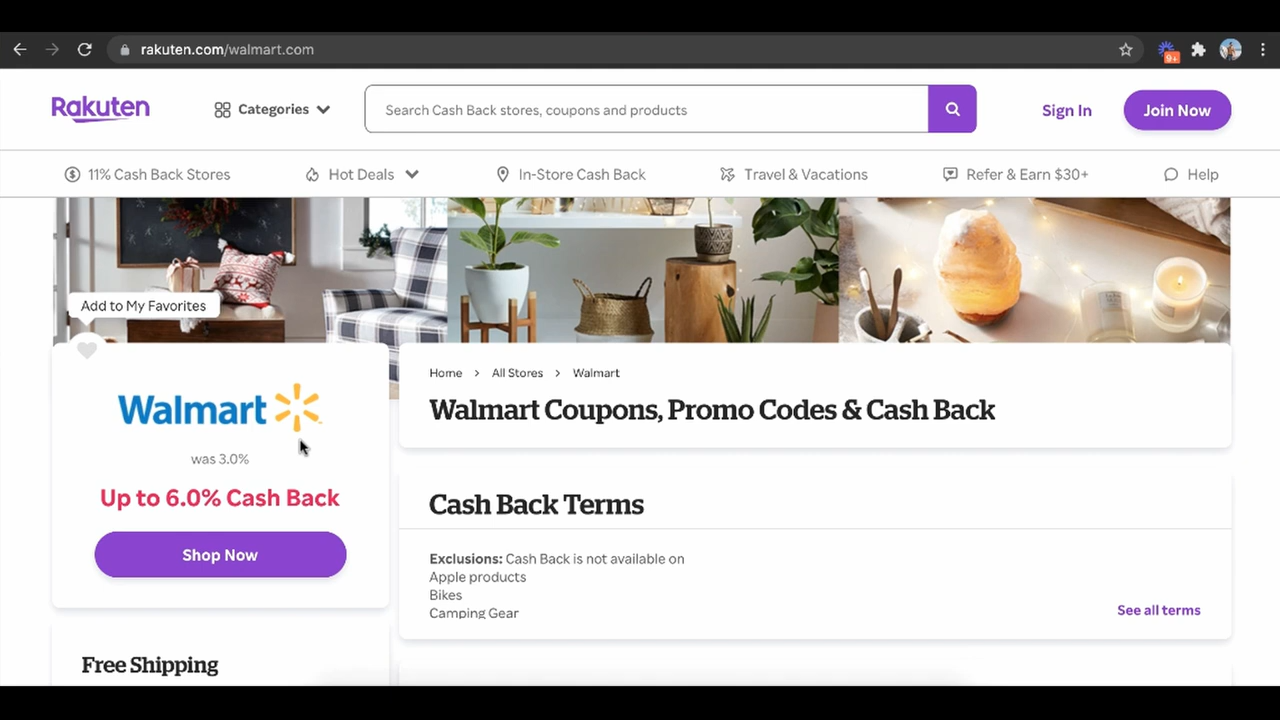 rakuten.com/walmart.com
9+
Rakuten
Categories
Search Cash Back stores, coupons and products
Sign In
Join Now
11% Cash Back Stores
Hot Deals
In-Store Cash Back
Travel & Vacations
Refer & Earn $30+
Help
Add to My Favorites
Walmart
was 3.0%
Up to 6.0% Cash Back
Shop Now
Free Shipping
Home > All Stores > Walmart
Walmart Coupons, Promo Codes & Cash Back
Cash Back Terms
Exclusions: Cash Back is not available on
Apple products
Bikes
Camping Gear
See all terms